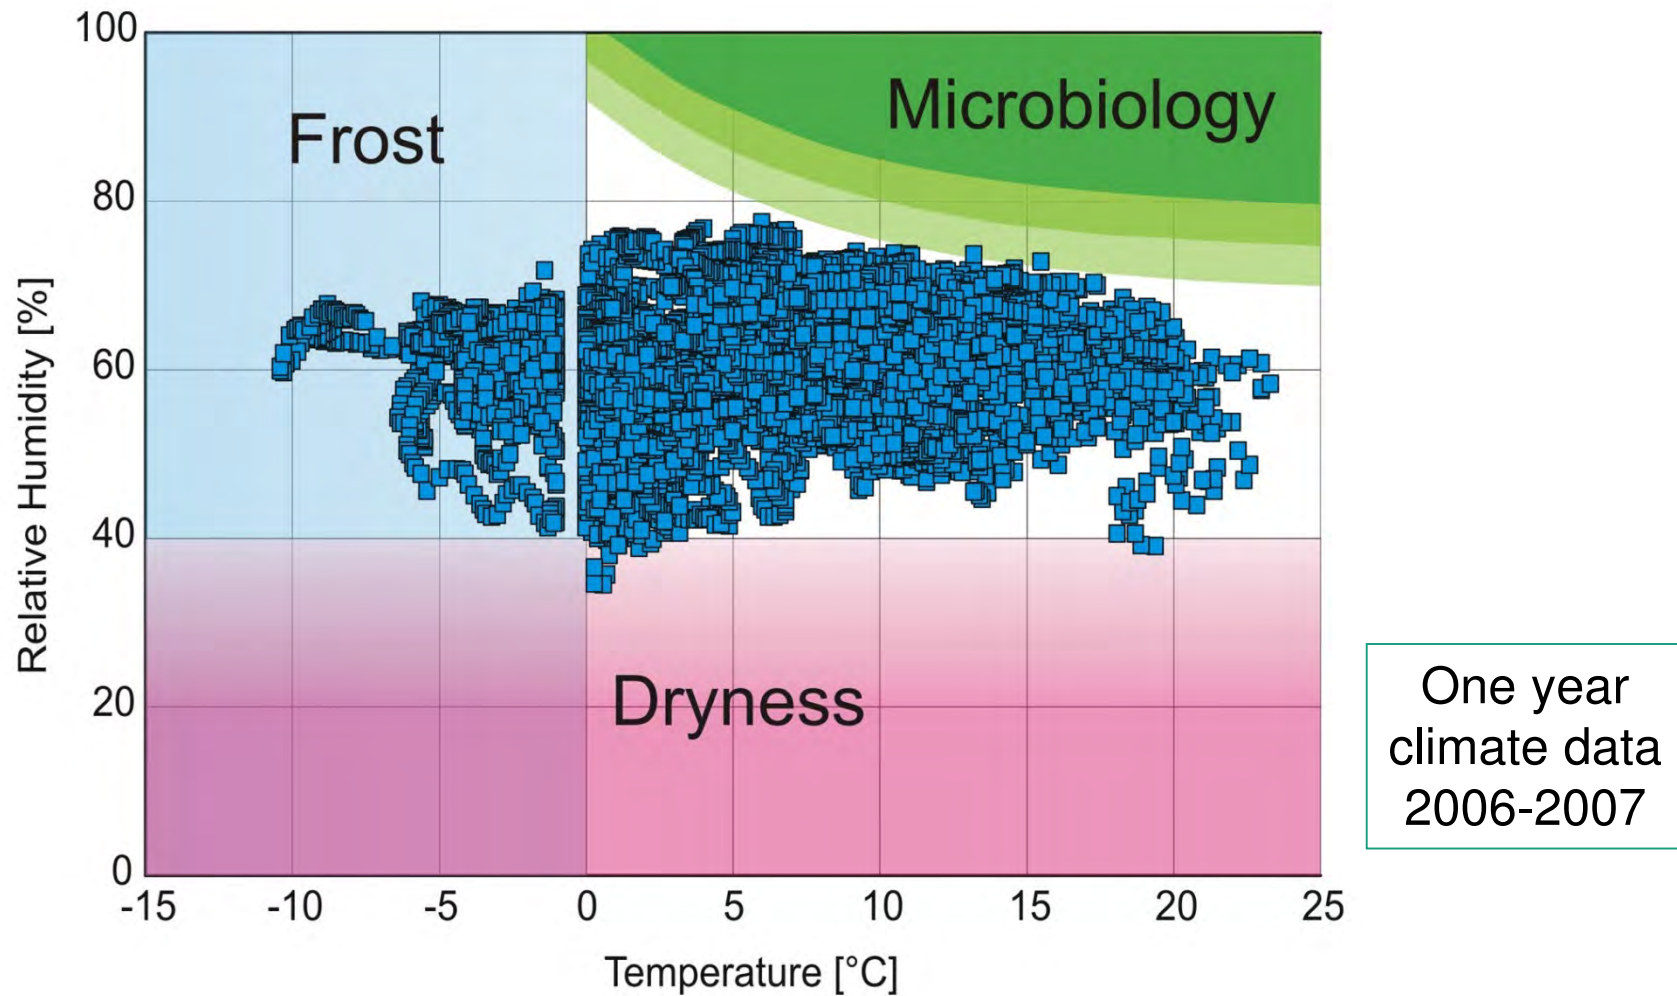 100
80
60
40
20
0
Relative Humidity [%]
Frost
Microbiology
Dryness
-15 -10 -5 0 5 10 15 20 25
Temperature [°C]
One year
climate data
2006-2007